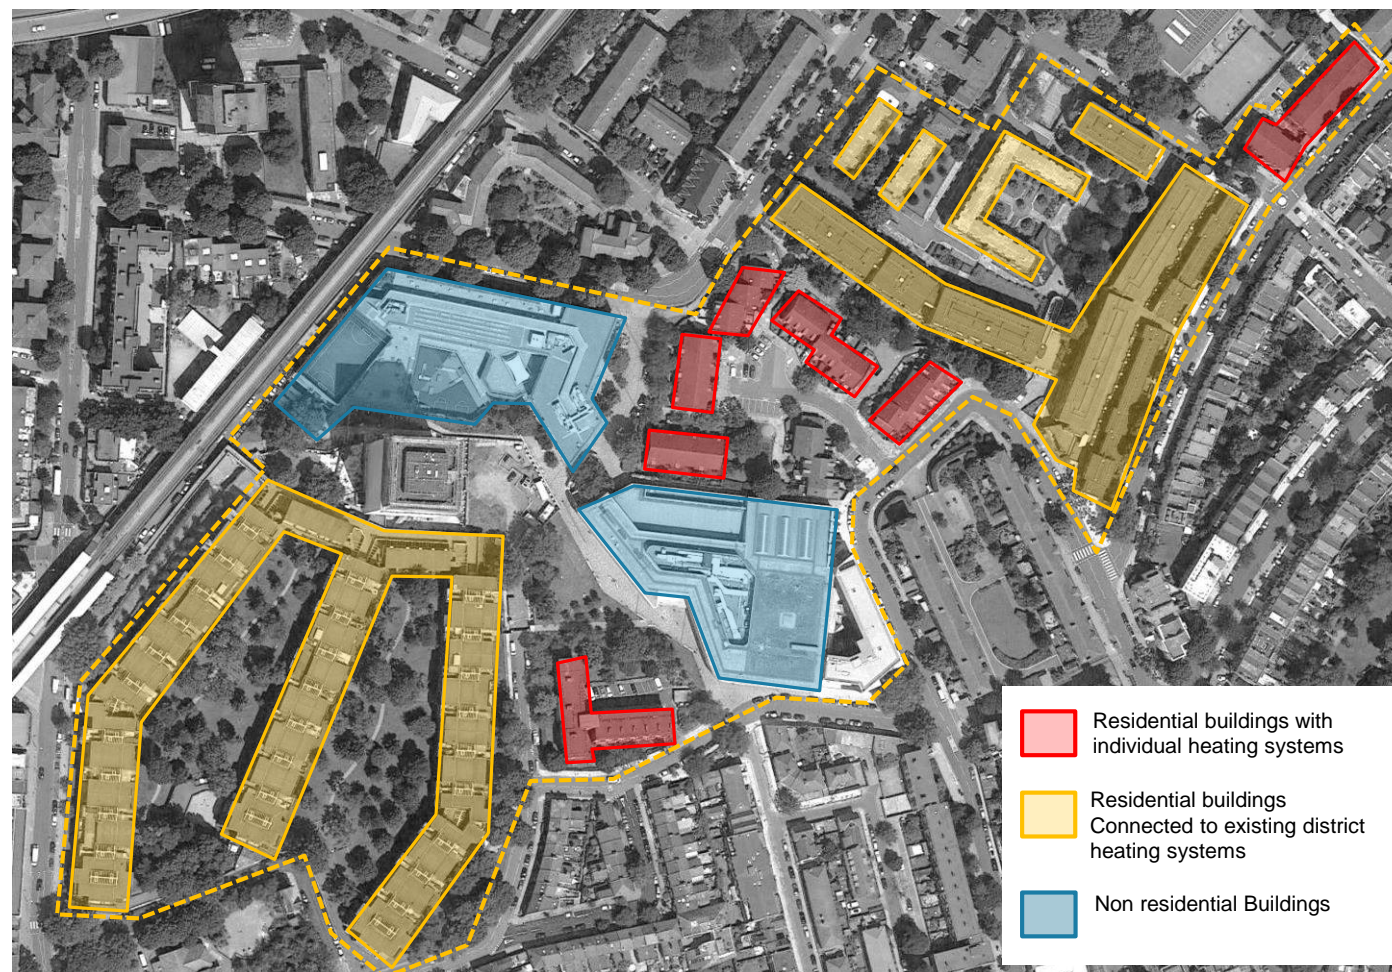 Residential buildings with
individual heating systems
Residential buildings
Connected to existing district
heating systems
Non residential Buildings